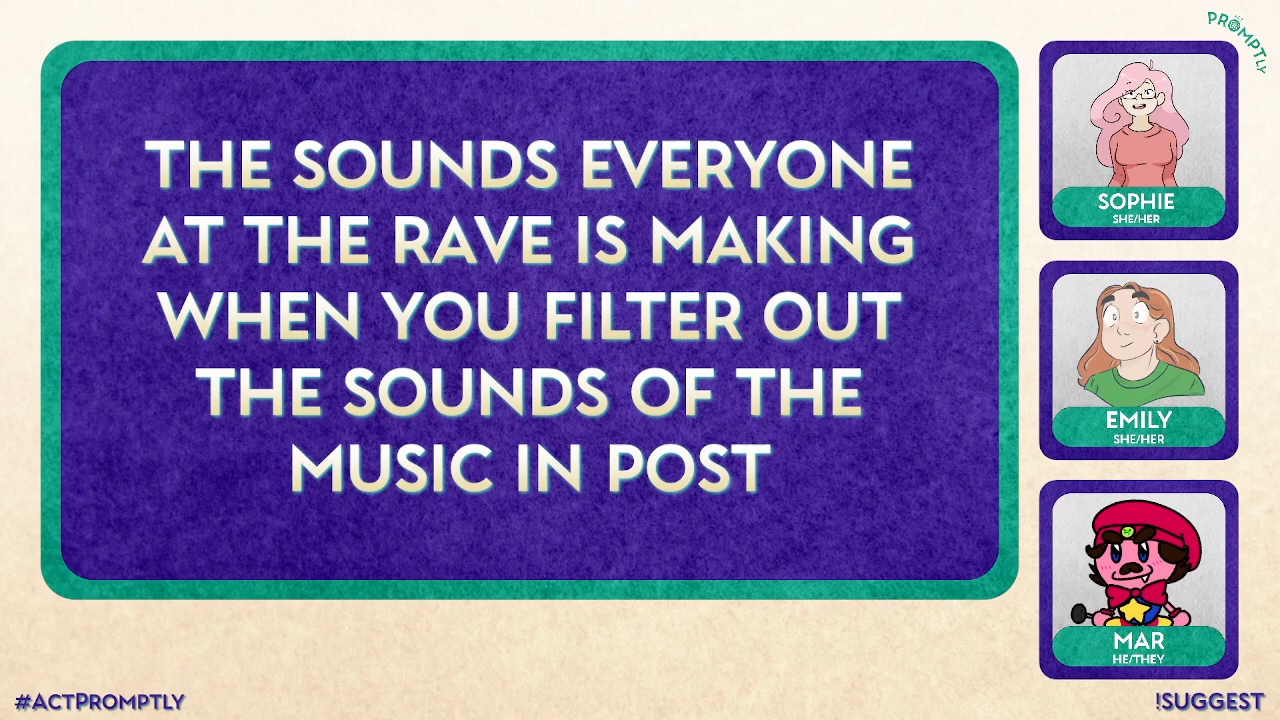 ACT PROMPTLY
THE SOUNDS EVERYONE
AT THE RAVE IS MAKING
WHEN YOU FILTER OUT
THE SOUNDS OF THE
MUSIC IN POST
SOPHIE
SHE/HER
EMILY
SHE/HER
MAR
HE/THEY
#ACTPROMPTLY
!SUGGEST